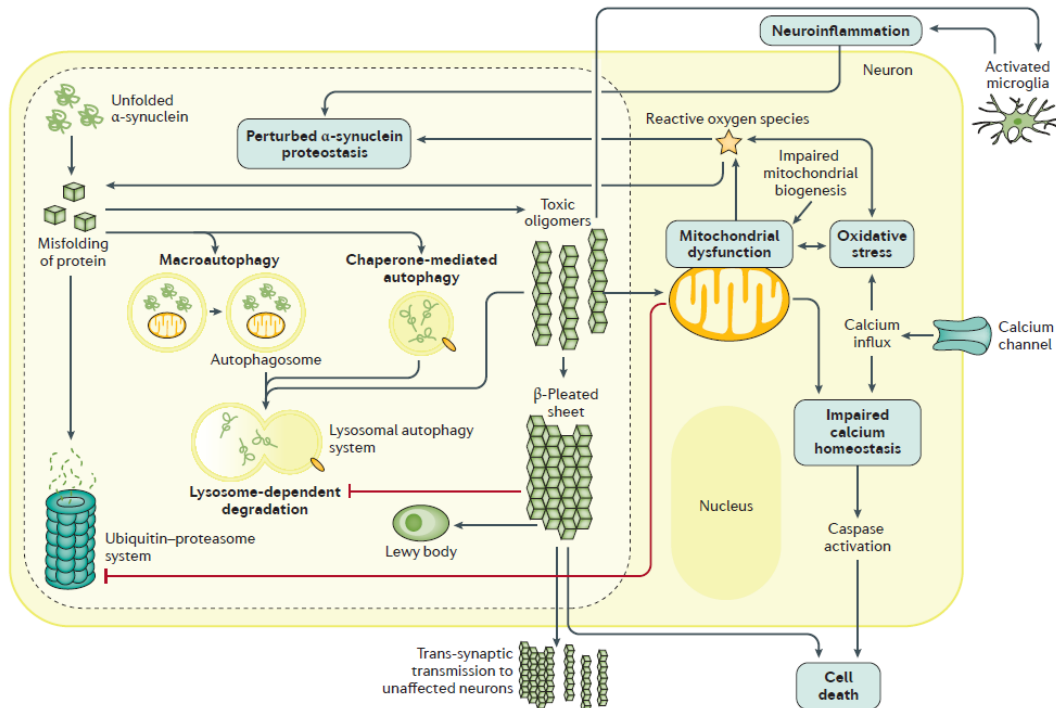 Neuroinflammation
Neuron
Activated
microglia
Unfolded
α-synuclein
Perturbed α-synuclein
proteostasis
Reactive oxygen species
Impaired
mitochondrial
biogenesis
Misfolding
of protein
Toxic
oligomers
Macroautophagy
Chaperone-mediated
autophagy
Mitochondrial
dysfunction
Oxidative
stress
Autophagosome
Calcium
influx
Calcium
channel
β-Pleated
sheet
Lysosomal autophagy
system
Impaired
calcium
homeostasis
Lysosome-dependent
degradation
Nucleus
Lewy body
Ubiquitin–proteasome
system
Caspase
activation
Trans-synaptic
transmission to
unaffected neurons
Cell
death